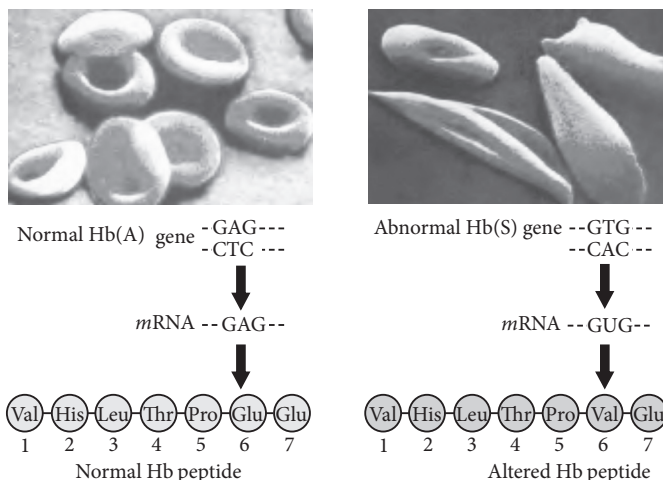 Normal Hb(A) gene --GAG---
--CTC ---
mRNA --GAG---
Val His Leu Thr Pro Glu Glu
1 2 3 4 5 6 7
Normal Hb peptide
Abnormal Hb(S) gene --GTG---
--CAC---
mRNA --GUG---
Val His Leu Thr Pro Val Glu
1 2 3 4 5 6 7
Altered Hb peptide